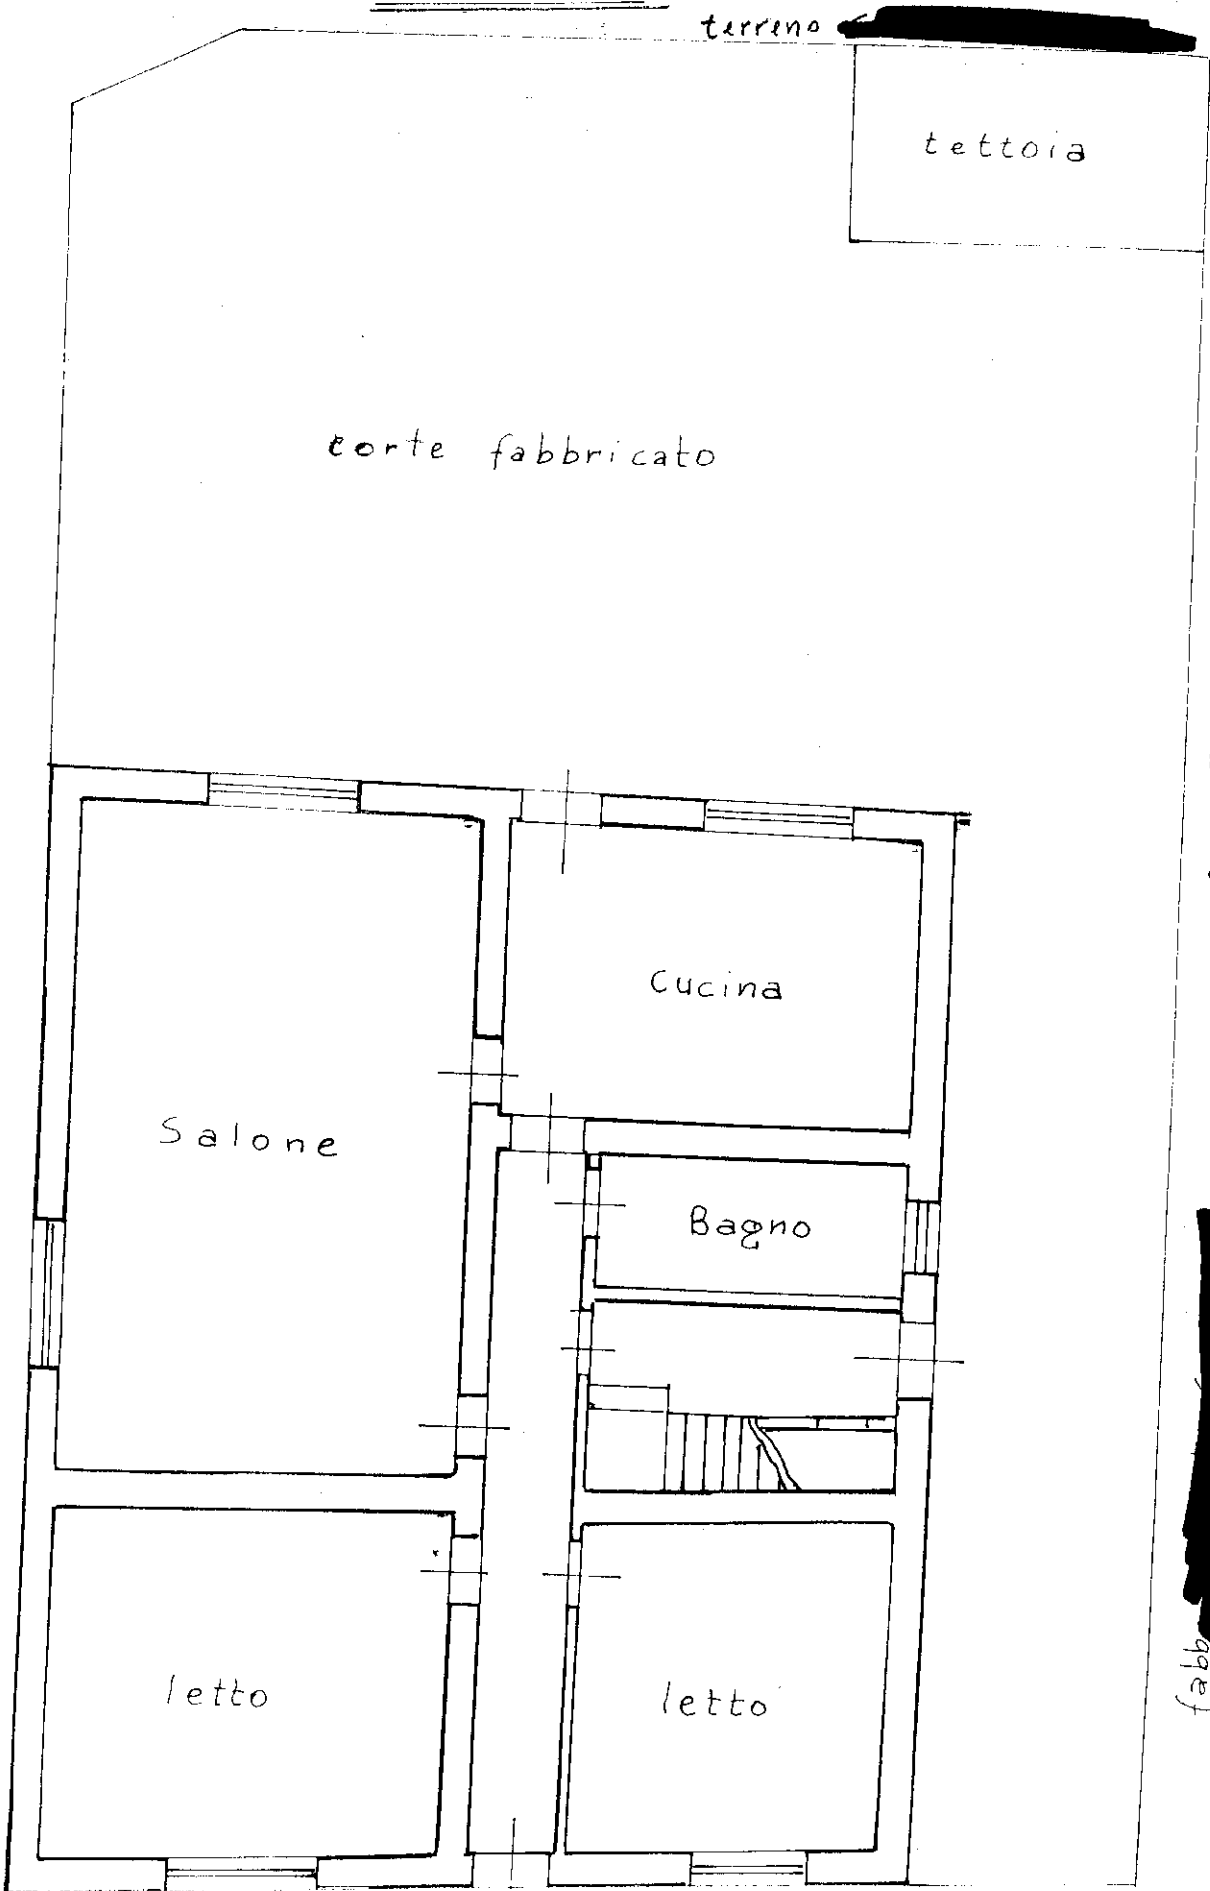 terreno
tettoia
corte fabbricato
Cucina
Salone
Bagno
letto
letto
fabb